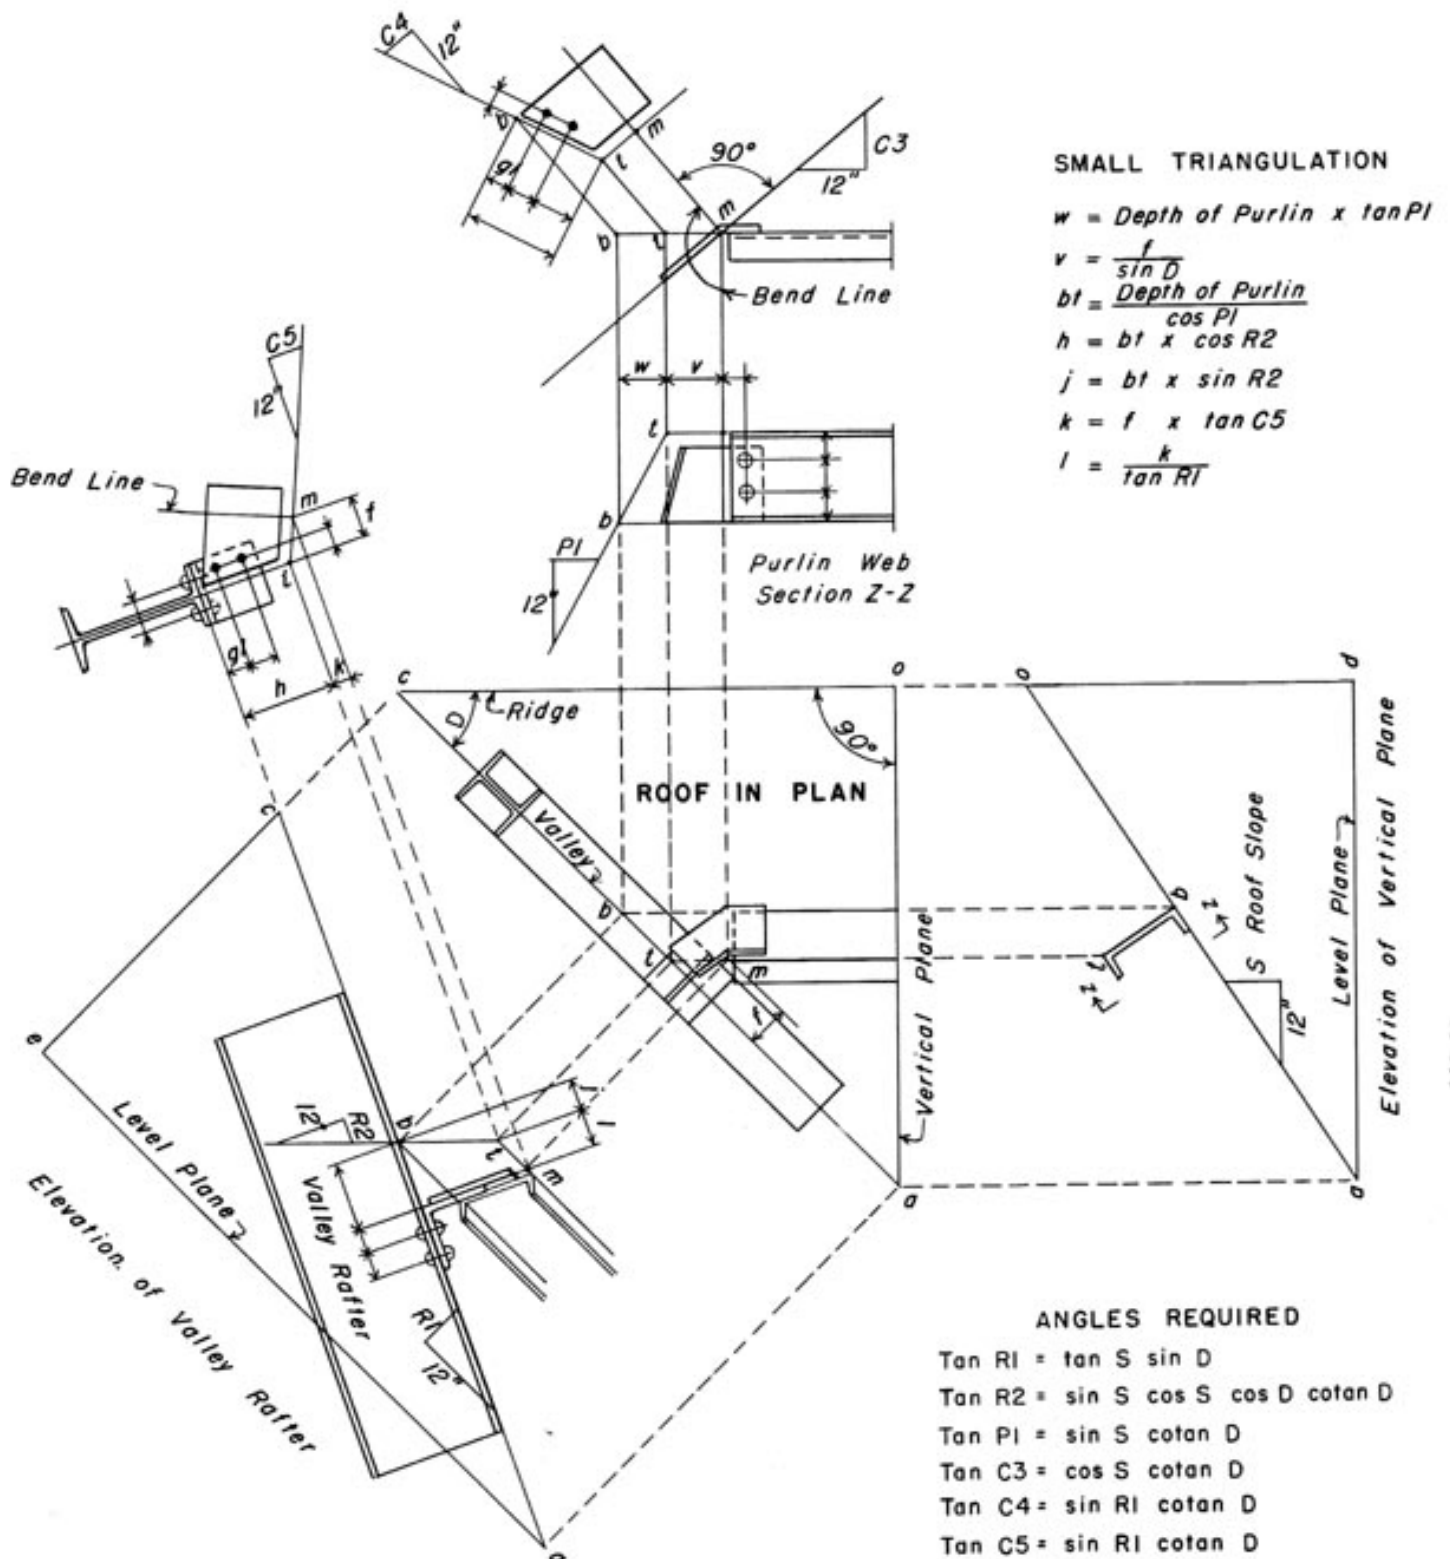 C4
12"
b
m
l
gl
90°
C3
12"
m
b
l
Bend Line
SMALL TRIANGULATION
w = Depth of Purlin x tan P1
v = f / sin D
bt = Depth of Purlin / cos P1
h = bt x cos R2
j = bt x sin R2
k = f x tan C5
l = k / tan R1
C5
12"
Bend Line
m
f
t
gl
h
k
w
v
t
b
P1
12"
Purlin Web
Section Z-Z
c
o
o
d
D
Ridge
90°
ROOF IN PLAN
Valley
b
t
m
f
Vertical Plane
a
b
t
z
z
S Roof Slope
12"
Level Plane
Elevation of Vertical Plane
a
c
e
Level Plane
Elevation of Valley Rafter
12"
R2
b
j
l
t
m
Valley Rafter
R1
12"
a
ANGLES REQUIRED
Tan R1 = tan S sin D
Tan R2 = sin S cos S cos D cotan D
Tan P1 = sin S cotan D
Tan C3 = cos S cotan D
Tan C4 = sin R1 cotan D
Tan C5 = sin R1 cotan D